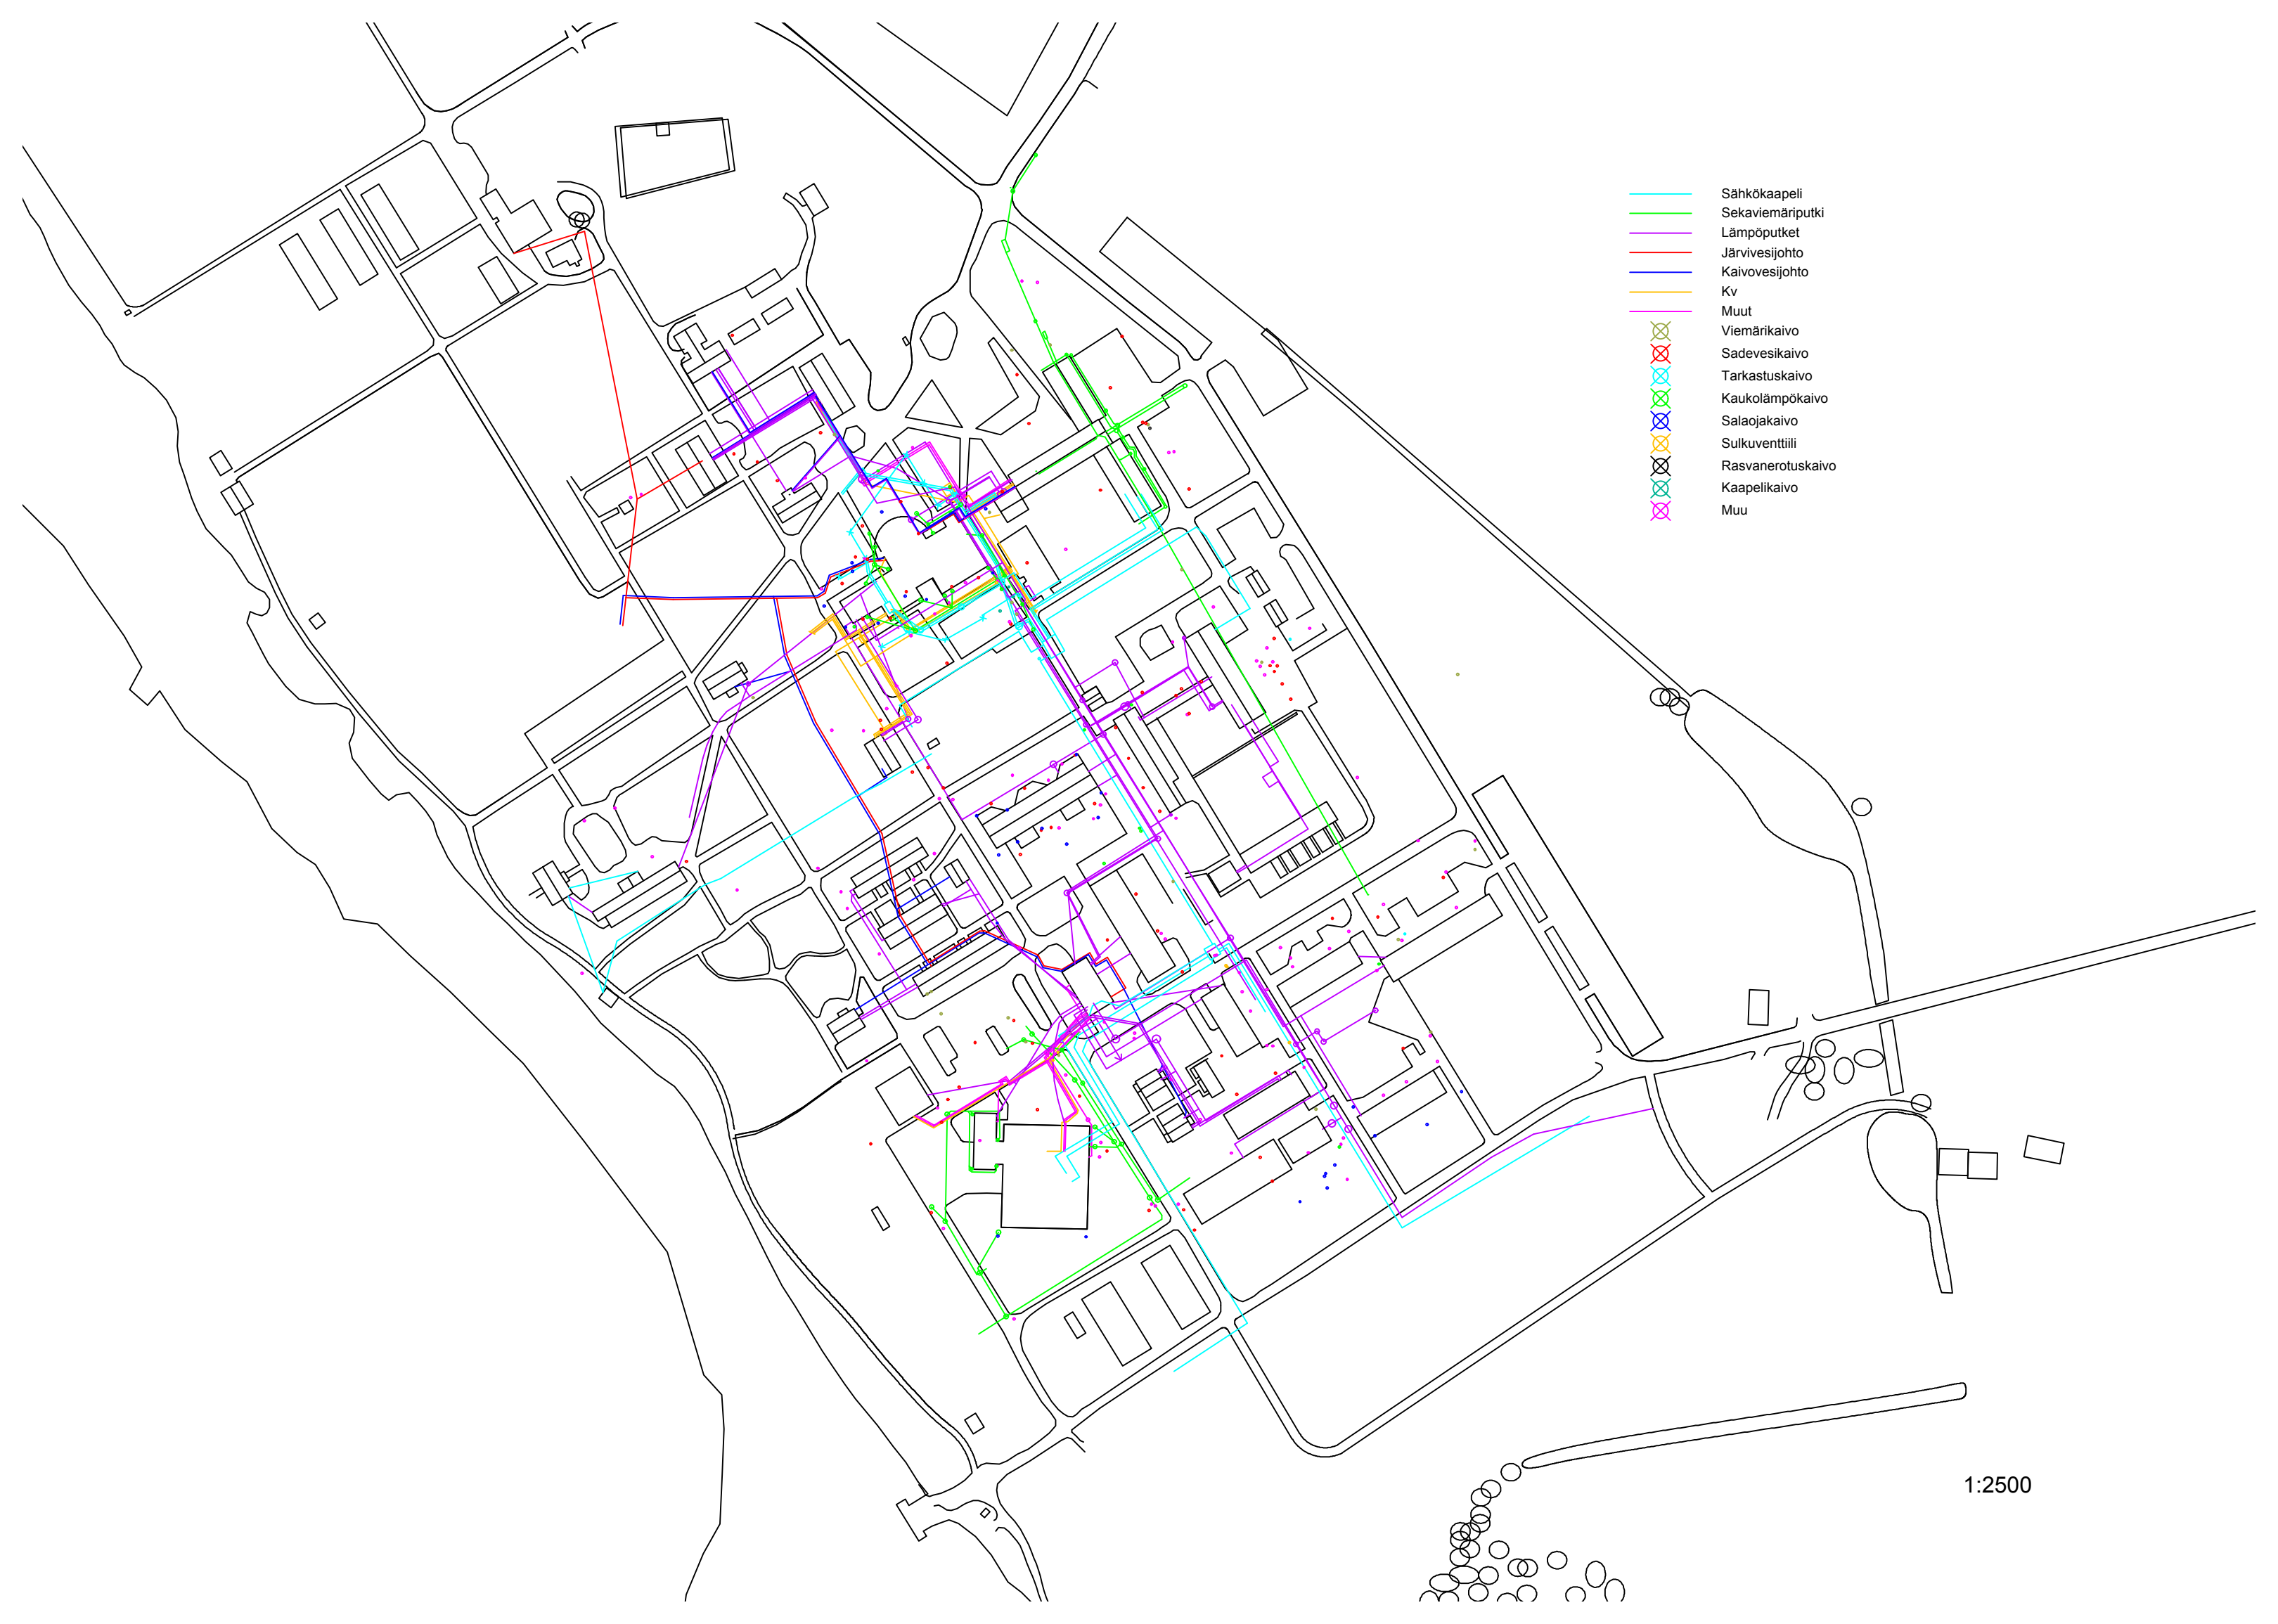 Sähkökaapeli
Sekaviemäriputki
Lämpöputket
Järvivesijohto
Kaivovesijohto
Kv
Muut
Viemärikaivo
Sadevesikaivo
Tarkastuskaivo
Kaukolämpökaivo
Salaojakaivo
Sulkuventtiili
Rasvanerotuskaivo
Kaapelikaivo
Muu
1:2500